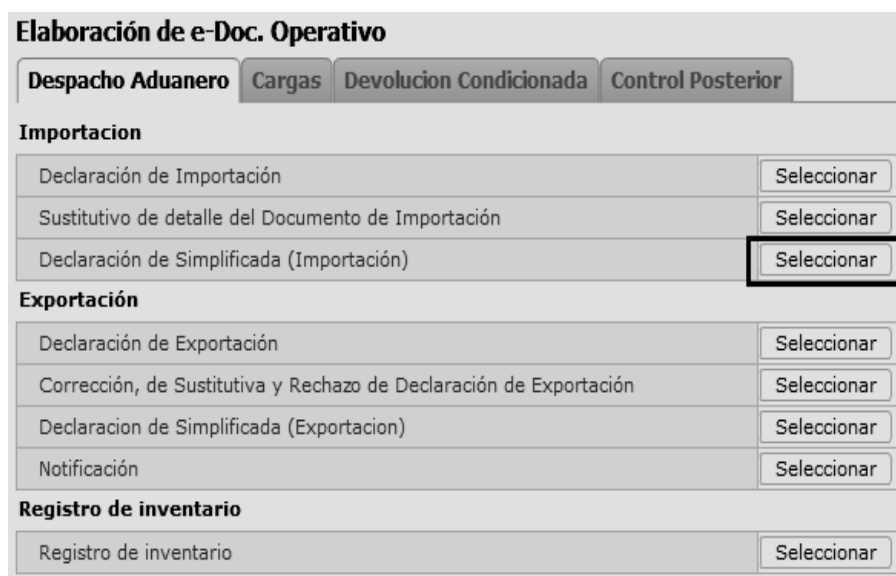 Elaboración de e-Doc. Operativo
Despacho Aduanero Cargas Devolucion Condicionada Control Posterior
Importacion
Declaración de Importación Seleccionar
Sustitutivo de detalle del Documento de Importación Seleccionar
Declaración de Simplificada (Importación) Seleccionar
Exportación
Declaración de Exportación Seleccionar
Corrección, de Sustitutiva y Rechazo de Declaración de Exportación Seleccionar
Declaracion de Simplificada (Exportacion) Seleccionar
Notificación Seleccionar
Registro de inventario
Registro de inventario Seleccionar